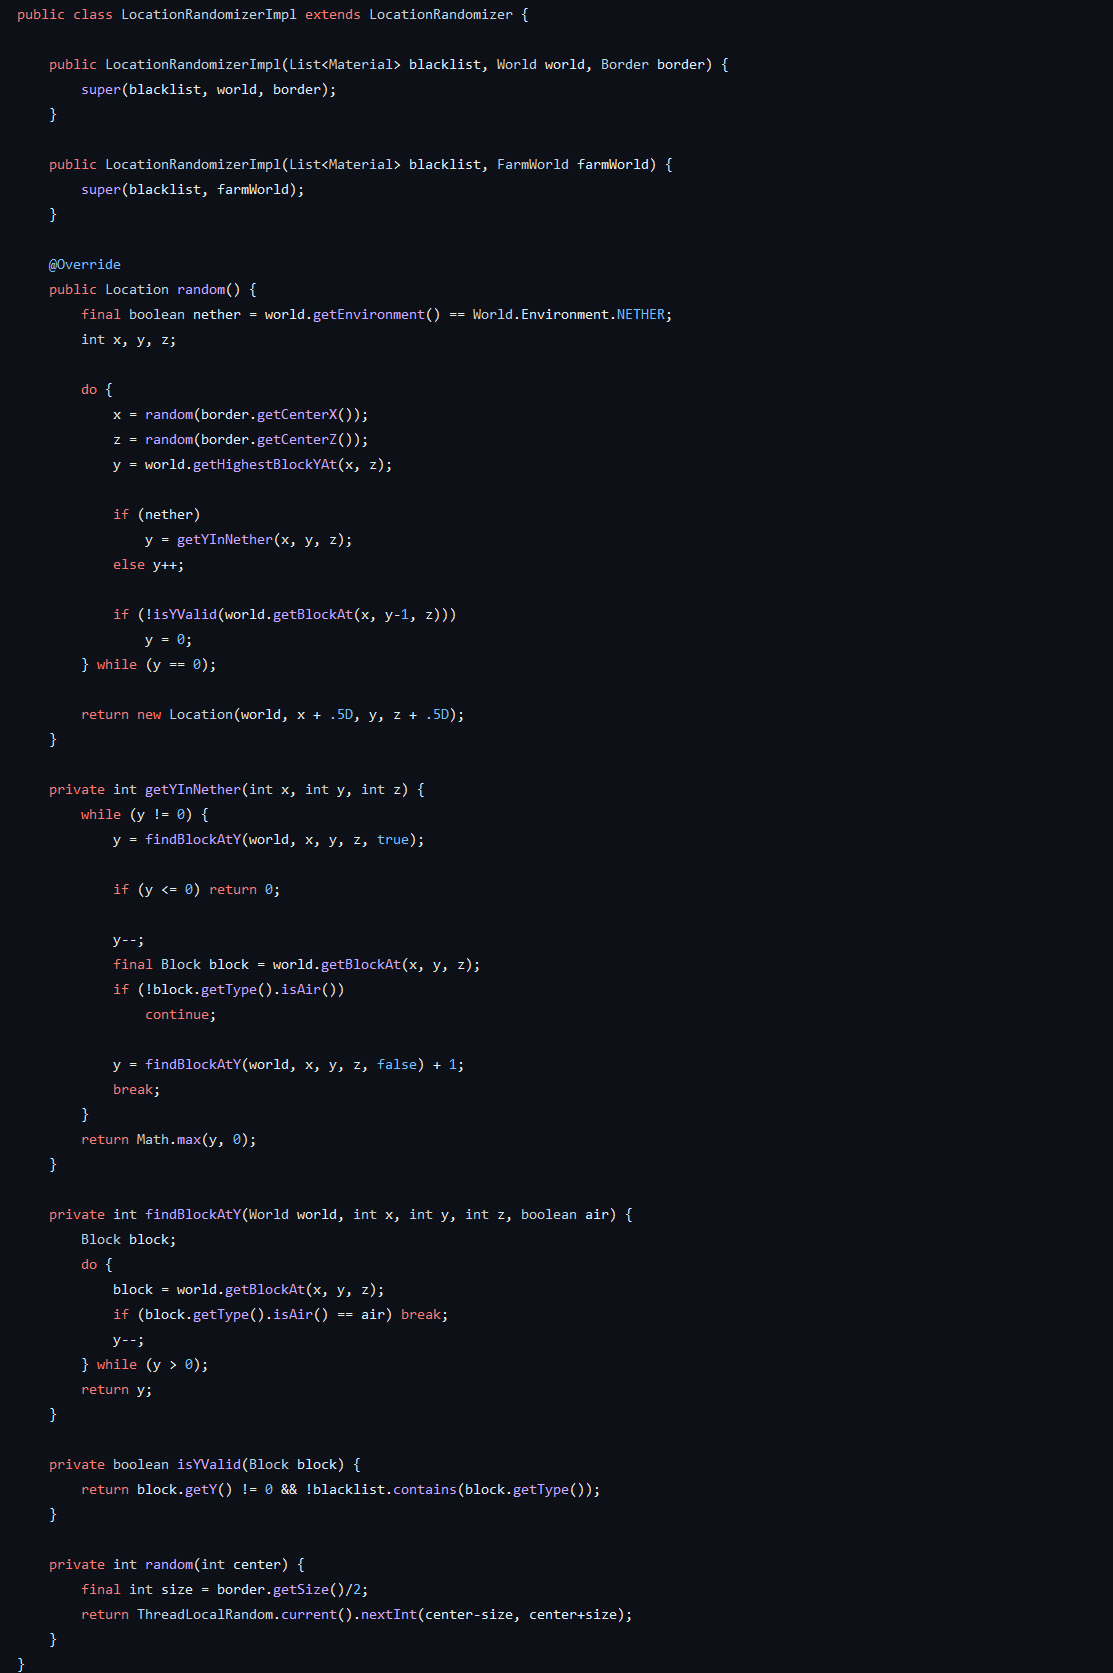 public class LocationRandomizerImpl extends LocationRandomizer {
public LocationRandomizerImpl(List<Material> blacklist, World world, Border border) {
super(blacklist, world, border);
}
public LocationRandomizerImpl(List<Material> blacklist, FarmWorld farmWorld) {
super(blacklist, farmWorld);
}
@Override
public Location random() {
final boolean nether = world.getEnvironment() == World.Environment.NETHER;
int x, y, z;
do {
x = random(border.getCenterX());
z = random(border.getCenterZ());
y = world.getHighestBlockYAt(x, z);
if (nether)
y = getYInNether(x, y, z);
else y++;
if (!isYValid(world.getBlockAt(x, y-1, z)))
y = 0;
} while (y == 0);
return new Location(world, x + .5D, y, z + .5D);
}
private int getYInNether(int x, int y, int z) {
while (y != 0) {
y = findBlockAtY(world, x, y, z, true);
if (y <= 0) return 0;
y--;
final Block block = world.getBlockAt(x, y, z);
if (!block.getType().isAir())
continue;
y = findBlockAtY(world, x, y, z, false) + 1;
break;
}
return Math.max(y, 0);
}
private int findBlockAtY(World world, int x, int y, int z, boolean air) {
Block block;
do {
block = world.getBlockAt(x, y, z);
if (block.getType().isAir() == air) break;
y--;
} while (y > 0);
return y;
}
private boolean isYValid(Block block) {
return block.getY() != 0 && !blacklist.contains(block.getType());
}
private int random(int center) {
final int size = border.getSize()/2;
return ThreadLocalRandom.current().nextInt(center-size, center+size);
}
}